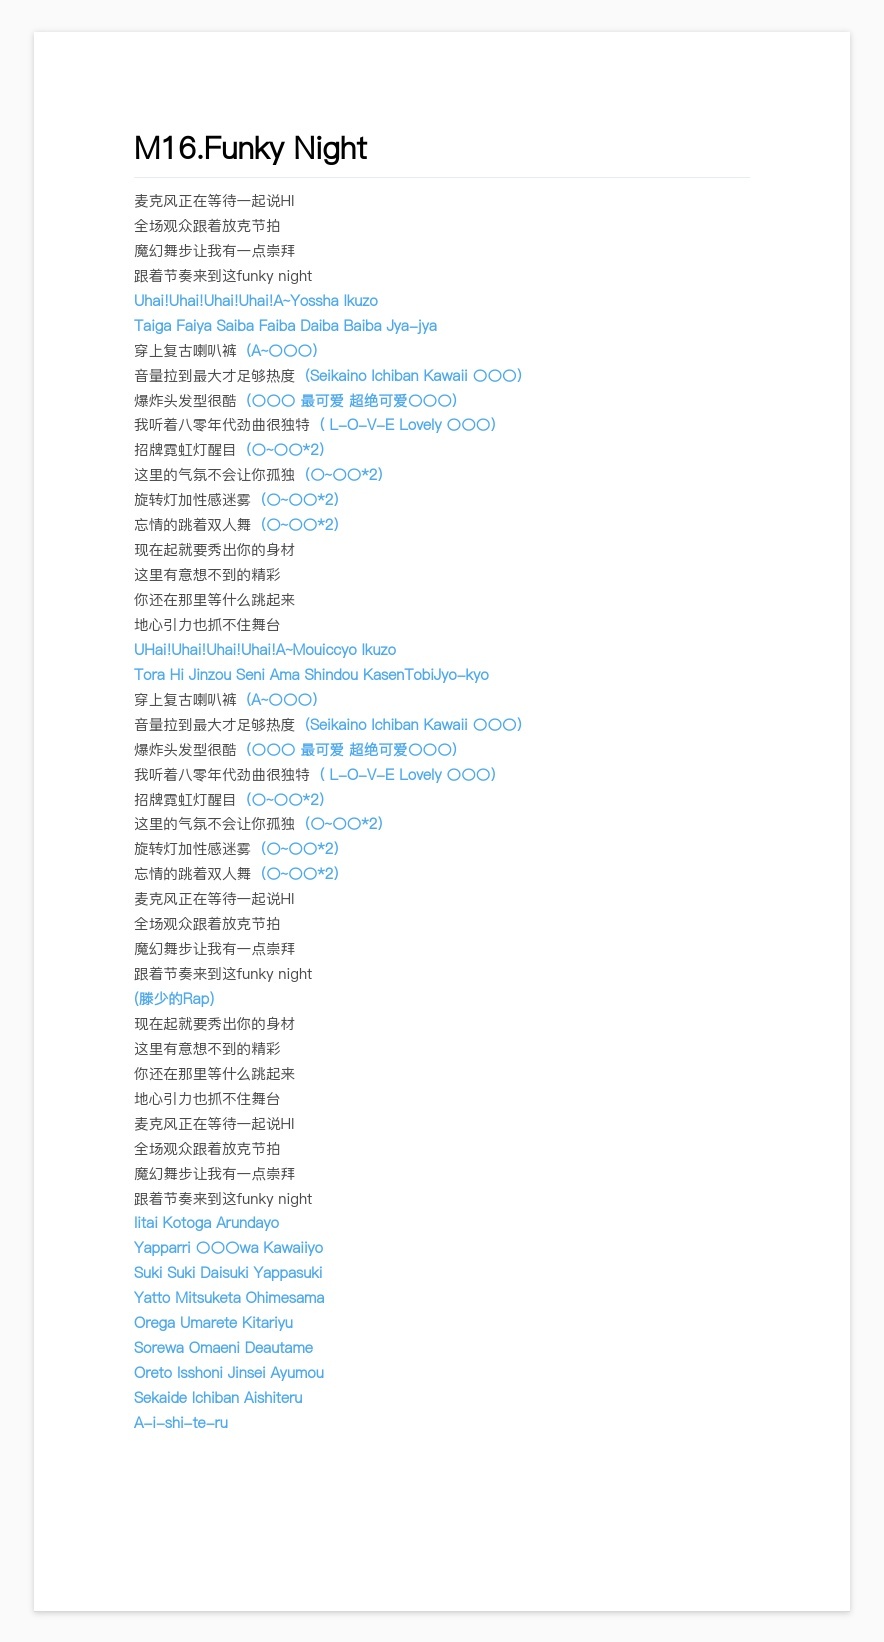 M16.Funky Night
麦克风正在等待一起说HI
全场观众跟着放克节拍
魔幻舞步让我有一点崇拜
跟着节奏来到这funky night
Uhai!Uhai!Uhai!Uhai!A~Yossha Ikuzo
Taiga Faiya Saiba Faiba Daiba Baiba Jya-jya
穿上复古喇叭裤（A~〇〇〇）
音量拉到最大才足够热度（Seikaino Ichiban Kawaii 〇〇〇）
爆炸头发型很酷（〇〇〇 最可爱 超绝可爱〇〇〇）
我听着八零年代劲曲很独特（ L-O-V-E Lovely 〇〇〇）
招牌霓虹灯醒目（〇~〇〇*2）
这里的气氛不会让你孤独（〇~〇〇*2）
旋转灯加性感迷雾（〇~〇〇*2）
忘情的跳着双人舞（〇~〇〇*2）
现在起就要秀出你的身材
这里有意想不到的精彩
你还在那里等什么跳起来
地心引力也抓不住舞台
UHai!Uhai!Uhai!Uhai!A~Mouiccyo Ikuzo
Tora Hi Jinzou Seni Ama Shindou KasenTobiJyo-kyo
穿上复古喇叭裤（A~〇〇〇）
音量拉到最大才足够热度（Seikaino Ichiban Kawaii 〇〇〇）
爆炸头发型很酷（〇〇〇 最可爱 超绝可爱〇〇〇）
我听着八零年代劲曲很独特（ L-O-V-E Lovely 〇〇〇）
招牌霓虹灯醒目（〇~〇〇*2）
这里的气氛不会让你孤独（〇~〇〇*2）
旋转灯加性感迷雾（〇~〇〇*2）
忘情的跳着双人舞（〇~〇〇*2）
麦克风正在等待一起说HI
全场观众跟着放克节拍
魔幻舞步让我有一点崇拜
跟着节奏来到这funky night
(滕少的Rap)
现在起就要秀出你的身材
这里有意想不到的精彩
你还在那里等什么跳起来
地心引力也抓不住舞台
麦克风正在等待一起说HI
全场观众跟着放克节拍
魔幻舞步让我有一点崇拜
跟着节奏来到这funky night
Iitai Kotoga Arundayo
Yapparri 〇〇〇wa Kawaiiyo
Suki Suki Daisuki Yappasuki
Yatto Mitsuketa Ohimesama
Orega Umarete Kitariyu
Sorewa Omaeni Deautame
Oreto Isshoni Jinsei Ayumou
Sekaide Ichiban Aishiteru
A-i-shi-te-ru